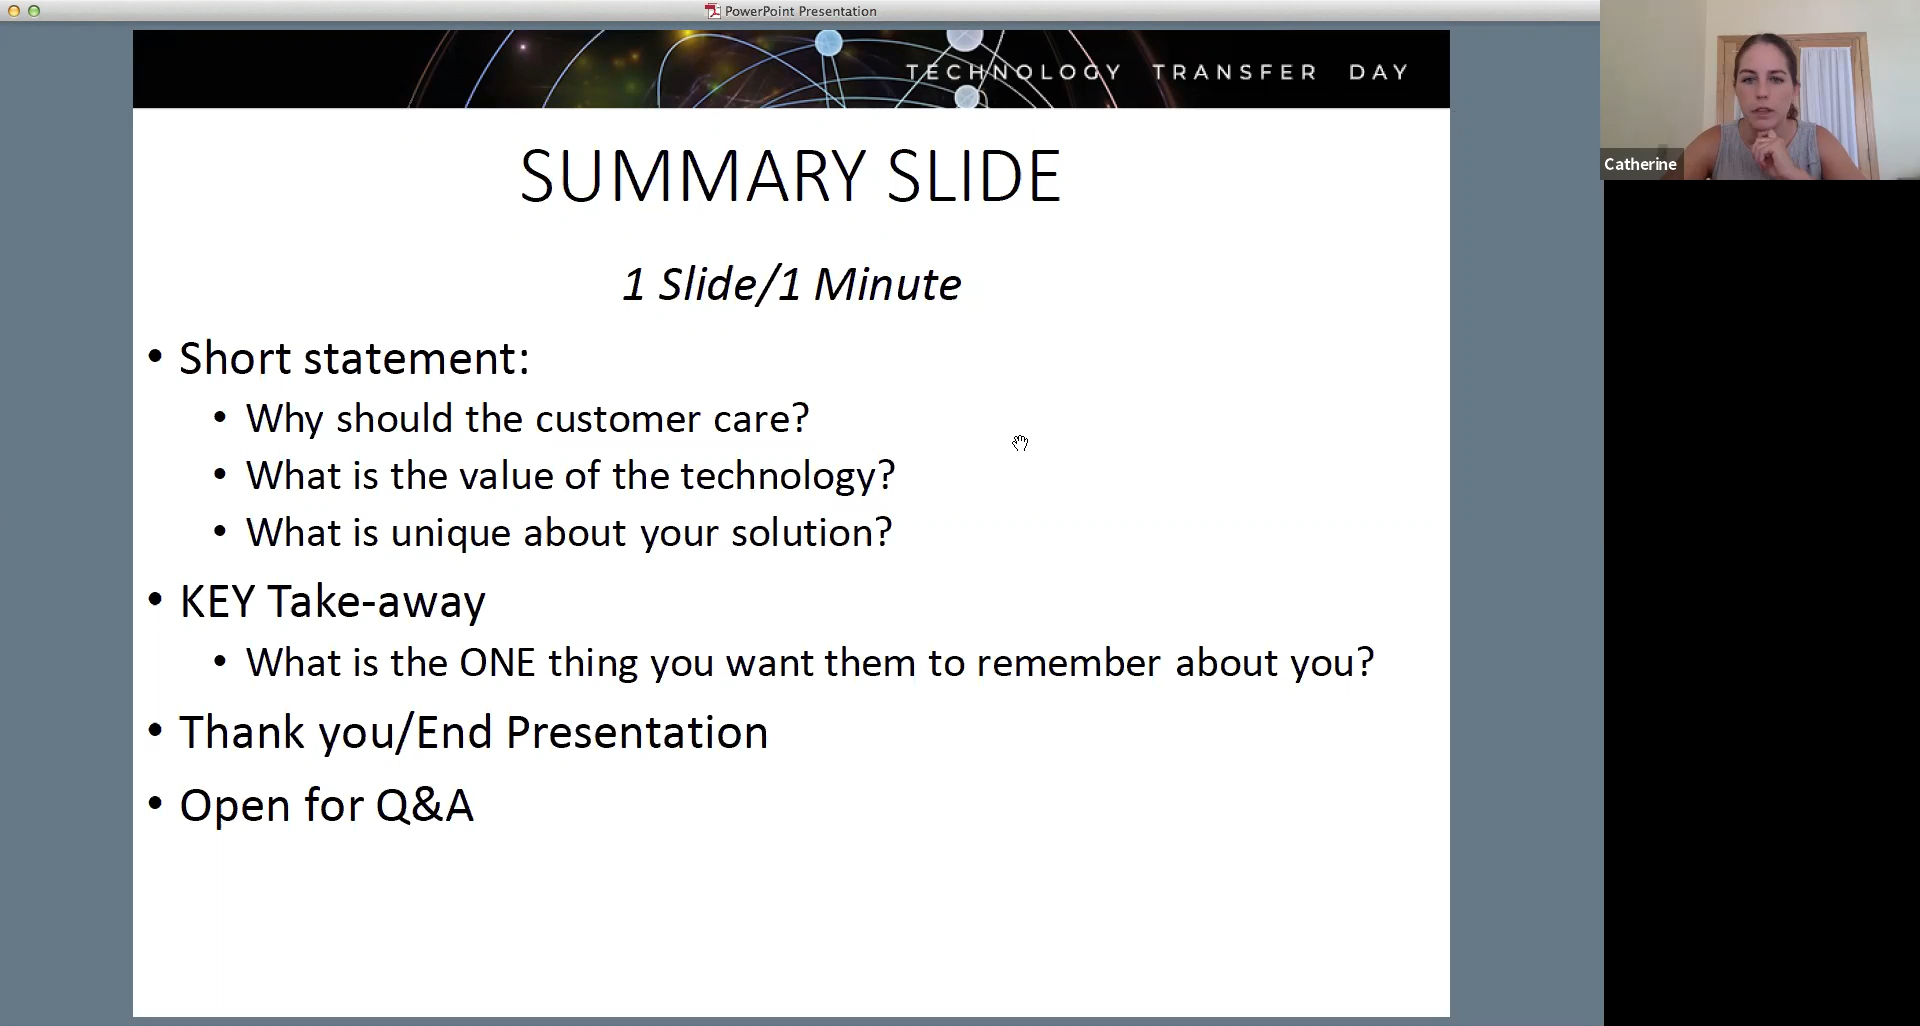 PowerPoint Presentation
TECHNOLOGY TRANSFER DAY
SUMMARY SLIDE
1 Slide/1 Minute
• Short statement:
• Why should the customer care?
• What is the value of the technology?
• What is unique about your solution?
• KEY Take-away
• What is the ONE thing you want them to remember about you?
• Thank you/End Presentation
• Open for Q&A
Catherine